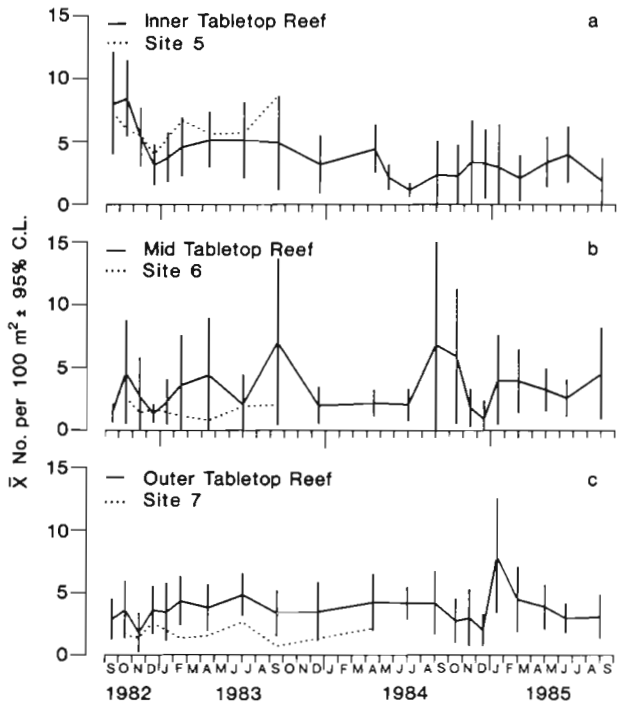 15
10
5
0
Inner Tabletop Reef
Site 5
a
15
10
5
0
Mid Tabletop Reef
Site 6
b
15
10
5
0
Outer Tabletop Reef
Site 7
c
X̄ No. per 100 m² ± 95% C.L.
S O N D J F M A M J J A S O N D J F M A M J J A S O N D J F M A M J J A S
1982 1983 1984 1985